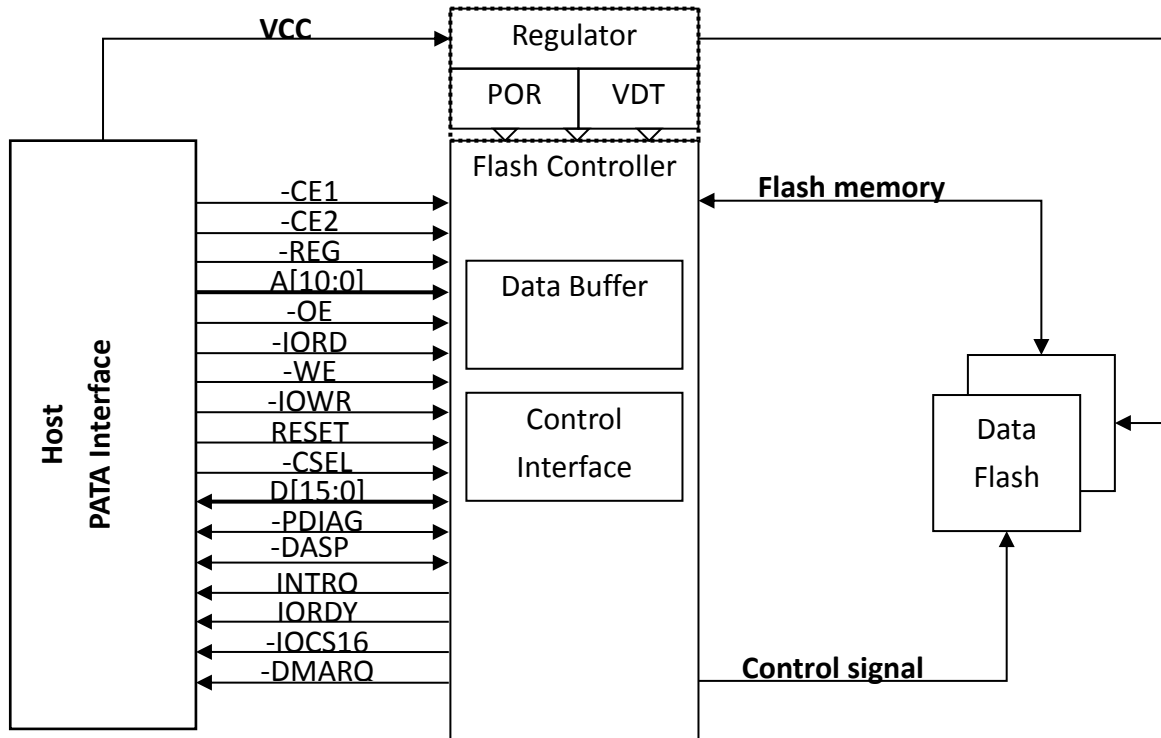 VCC
Regulator
POR
VDT
Flash Controller
Host
PATA Interface
-CE1
-CE2
-REG
A[10:0]
-OE
-IORD
-WE
-IOWR
RESET
-CSEL
D[15:0]
-PDIAG
-DASP
INTRQ
IORDY
-IOCS16
-DMARQ
Data Buffer
Control
Interface
Flash memory
Data
Flash
Control signal